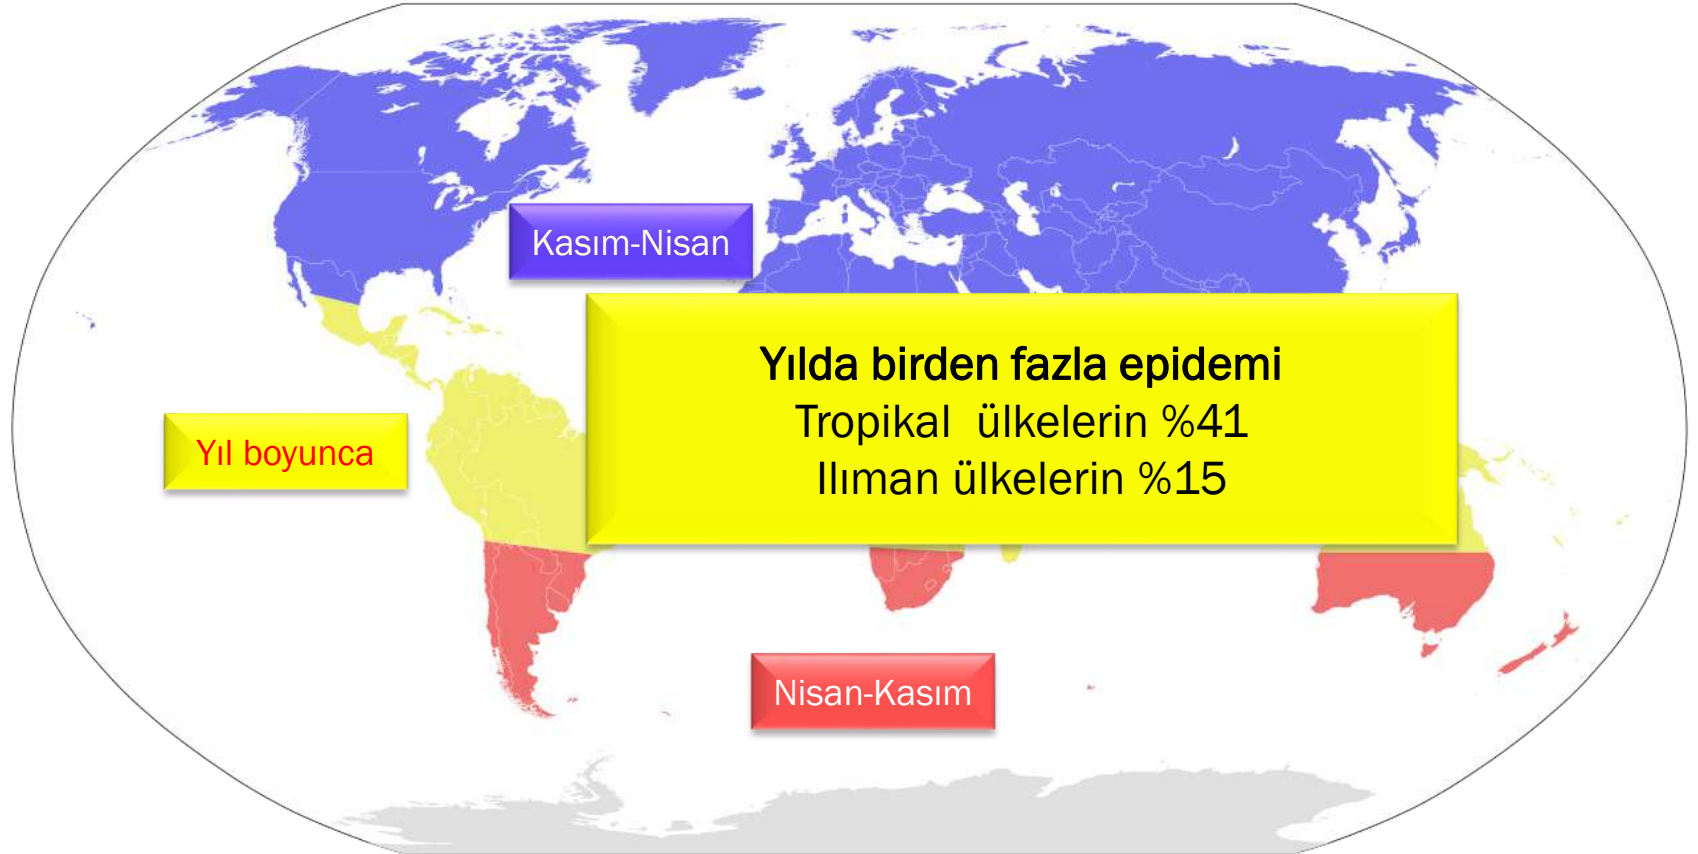 Kasım-Nisan
Yılda birden fazla epidemi
Tropikal ülkelerin %41
Ilıman ülkelerin %15
Yıl boyunca
Nisan-Kasım